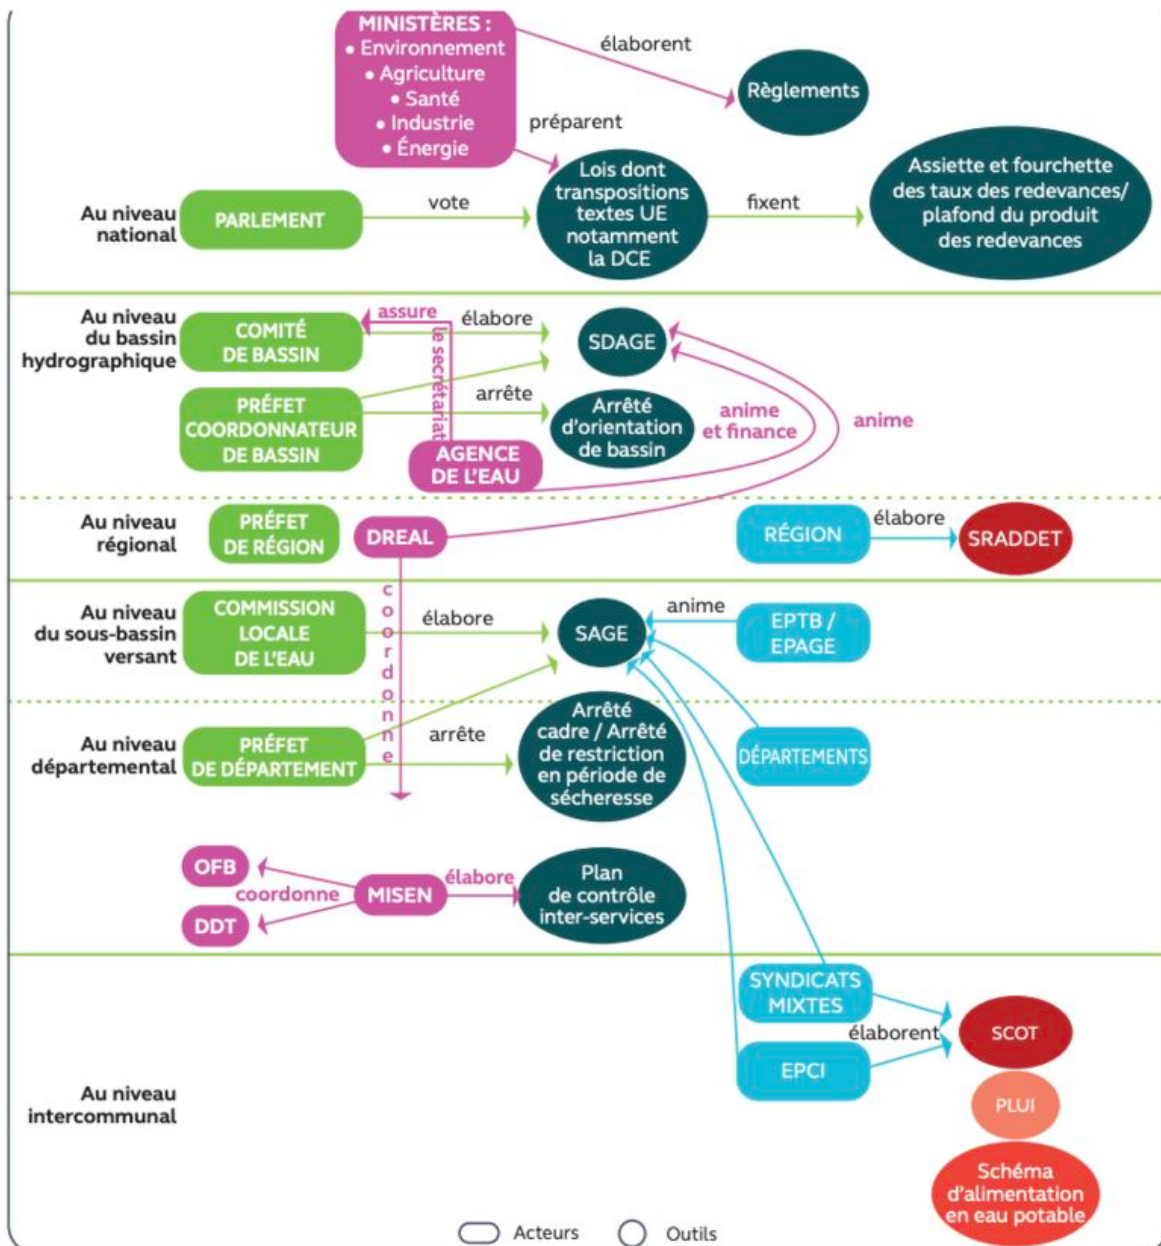 MINISTÈRES :
• Environnement
• Agriculture
• Santé
• Industrie
• Énergie
élaborent
Règlements
préparent
Au niveau
national
PARLEMENT
vote
Lois dont
transpositions
textes UE
notamment
la DCE
fixent
Assiette et fourchette
des taux des redevances/
plafond du produit
des redevances
Au niveau
du bassin
hydrographique
COMITÉ
DE BASSIN
assure
le secrétariat
élabore
SDAGE
PRÉFET
COORDONNATEUR
DE BASSIN
arrête
Arrêté
d'orientation
de bassin
AGENCE
DE L'EAU
anime
et finance
anime
Au niveau
régional
PRÉFET
DE RÉGION
DREAL
RÉGION
élabore
SRADDET
coordonne
Au niveau
du sous-bassin
versant
COMMISSION
LOCALE
DE L'EAU
élabore
SAGE
anime
EPTB /
EPAGE
Au niveau
départemental
PRÉFET
DE DÉPARTEMENT
arrête
Arrêté
cadre / Arrêté
de restriction
en période de
sécheresse
DÉPARTEMENTS
OFB
coordonne
DDT
MISEN
élabore
Plan
de contrôle
inter-services
Au niveau
intercommunal
SYNDICATS
MIXTES
élaborent
EPCI
SCOT
PLUI
Schéma
d'alimentation
en eau potable
Acteurs
Outils